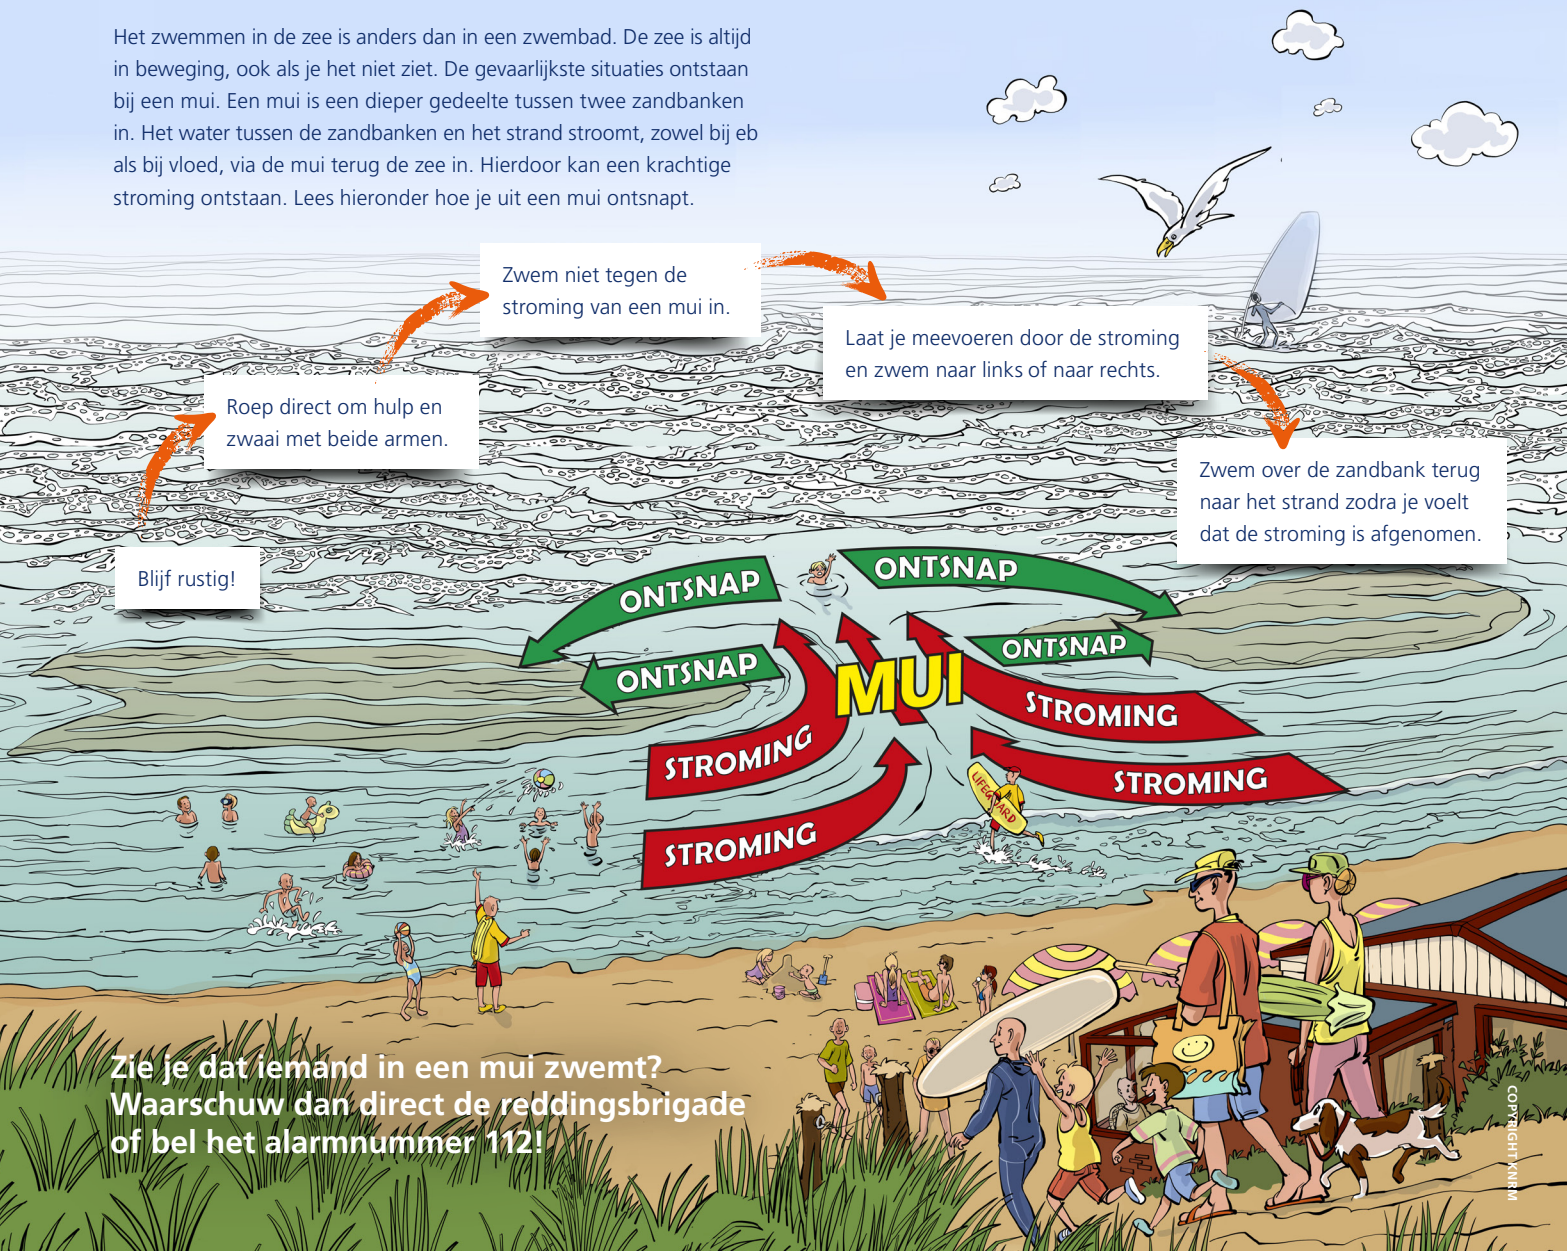 Het zwemmen in de zee is anders dan in een zwembad. De zee is altijd
in beweging, ook als je het niet ziet. De gevaarlijkste situaties ontstaan
bij een mui. Een mui is een dieper gedeelte tussen twee zandbanken
in. Het water tussen de zandbanken en het strand stroomt, zowel bij eb
als bij vloed, via de mui terug de zee in. Hierdoor kan een krachtige
stroming ontstaan. Lees hieronder hoe je uit een mui ontsnapt.
Blijf rustig!
Roep direct om hulp en
zwaai met beide armen.
Zwem niet tegen de
stroming van een mui in.
Laat je meevoeren door de stroming
en zwem naar links of naar rechts.
Zwem over de zandbank terug
naar het strand zodra je voelt
dat de stroming is afgenomen.
ONTSNAP
ONTSNAP
ONTSNAP
ONTSNAP
MUI
STROMING
STROMING
STROMING
STROMING
LIFEGUARD
Zie je dat iemand in een mui zwemt?
Waarschuw dan direct de reddingsbrigade
of bel het alarmnummer 112!
COPYRIGHT KNRM